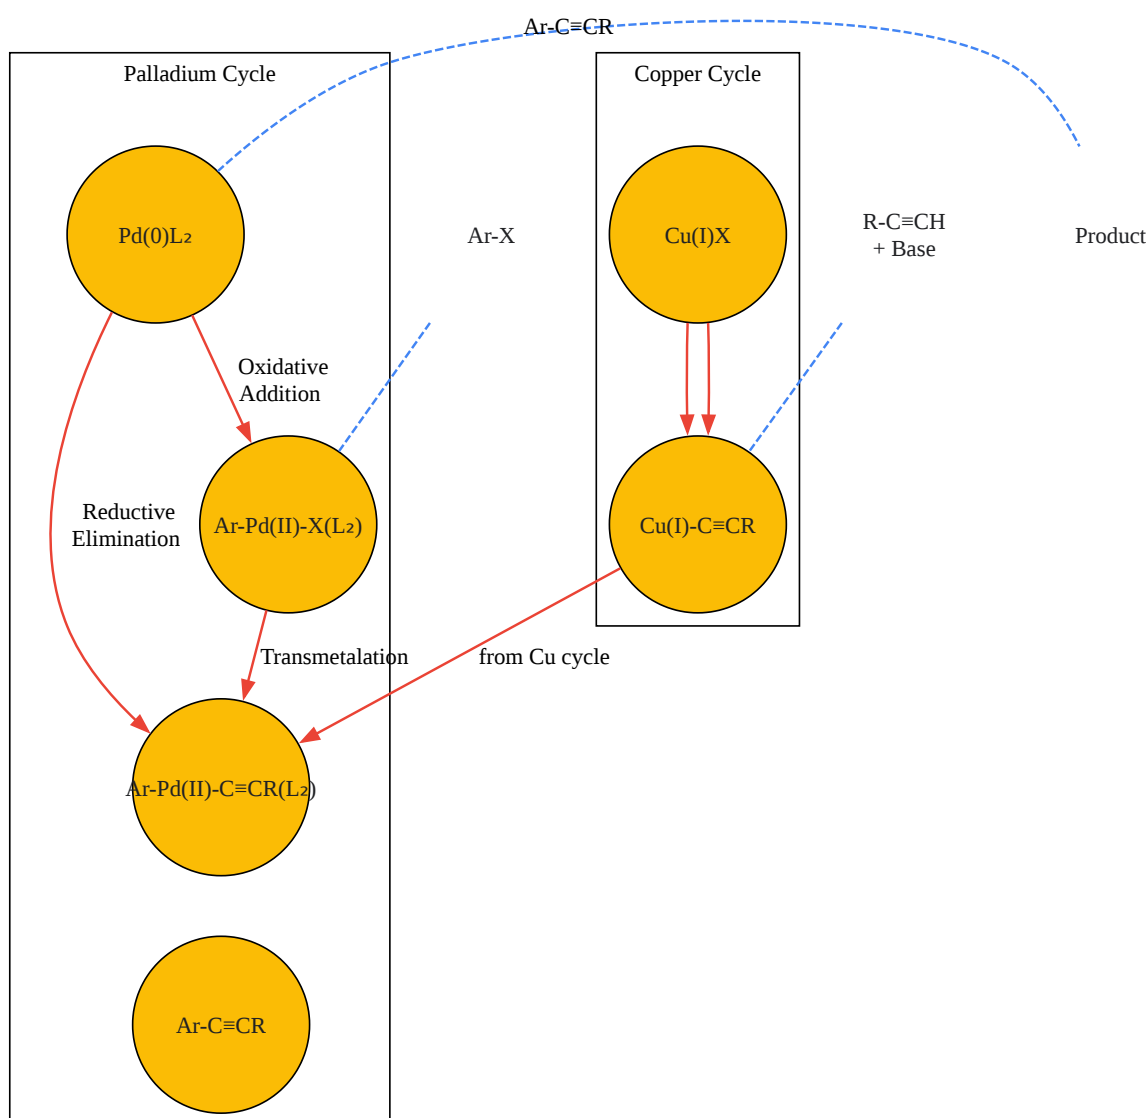 Ar-C≡CR
Palladium Cycle
Copper Cycle
Pd(0)L₂
Ar-X
Cu(I)X
R-C≡CH
+ Base
Product
Oxidative
Addition
Reductive
Elimination
Ar-Pd(II)-X(L₂)
Cu(I)-C≡CR
Transmetalation
from Cu cycle
Ar-Pd(II)-C≡CR(L₂)
Ar-C≡CR